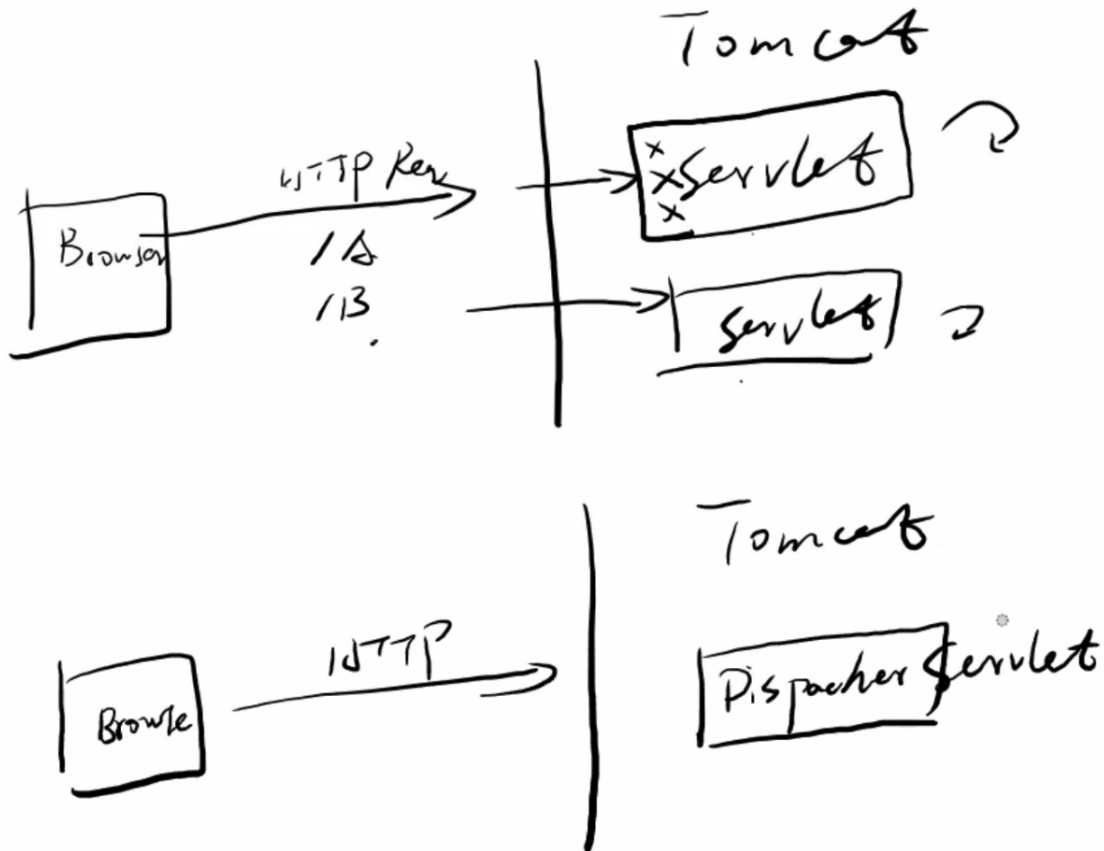 Tomcat
HTTP Req
Servlet
Browser
/A
/B
Servlet
Tomcat
HTTP
Dispacher Servlet
Browse